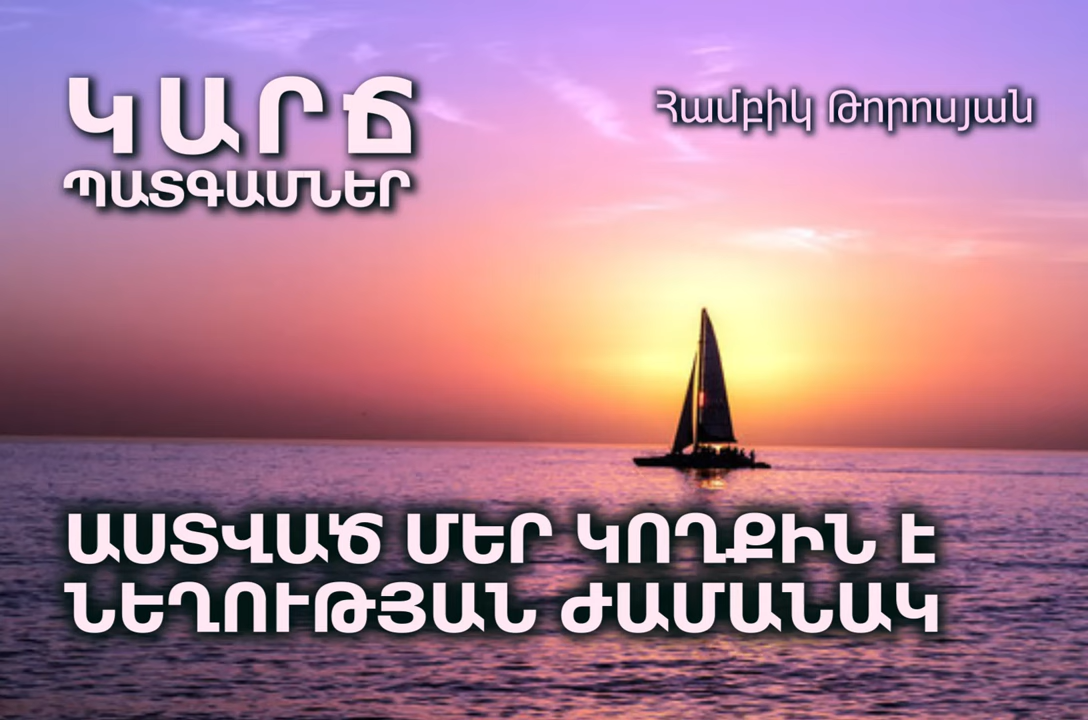 ԿԱՐՃ
ՊԱՏԳԱՄՆԵՐ
Համբիկ Թորոսյան
ԱՍՏՎԱԾ ՄԵՐ ԿՈՂՔԻՆ Է
ՆԵՂՈՒԹՅԱՆ ԺԱՄԱՆԱԿ